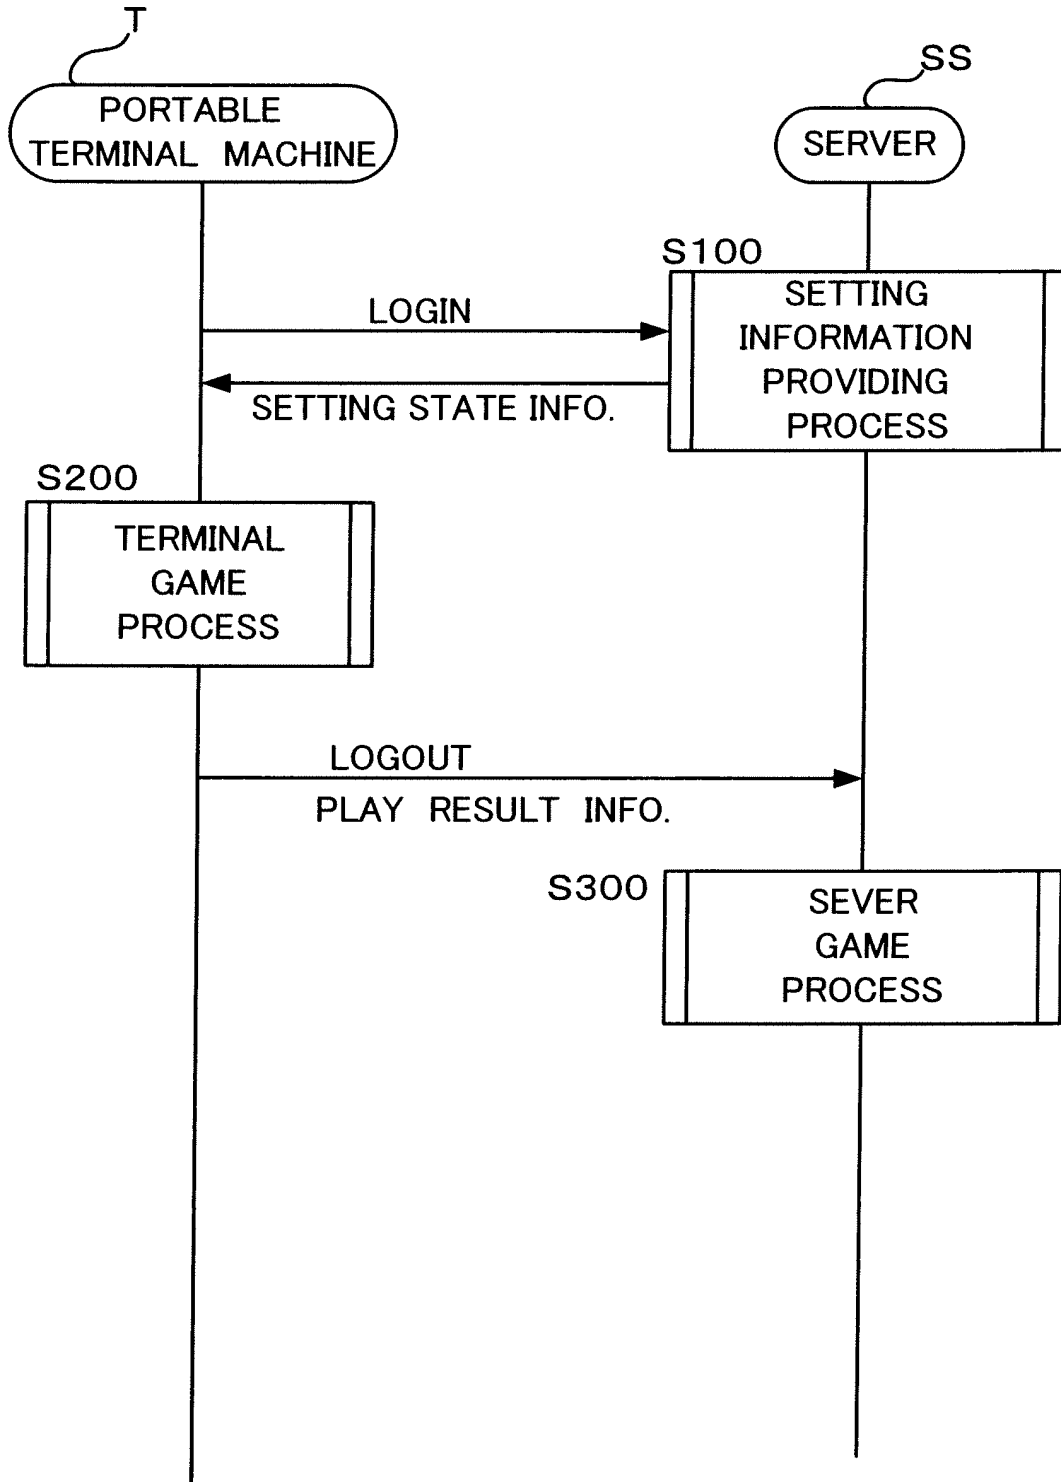 T
SS
PORTABLE
TERMINAL MACHINE
SERVER
S100
SETTING
INFORMATION
PROVIDING
PROCESS
LOGIN
SETTING STATE INFO.
S200
TERMINAL
GAME
PROCESS
LOGOUT
PLAY RESULT INFO.
S300
SEVER
GAME
PROCESS